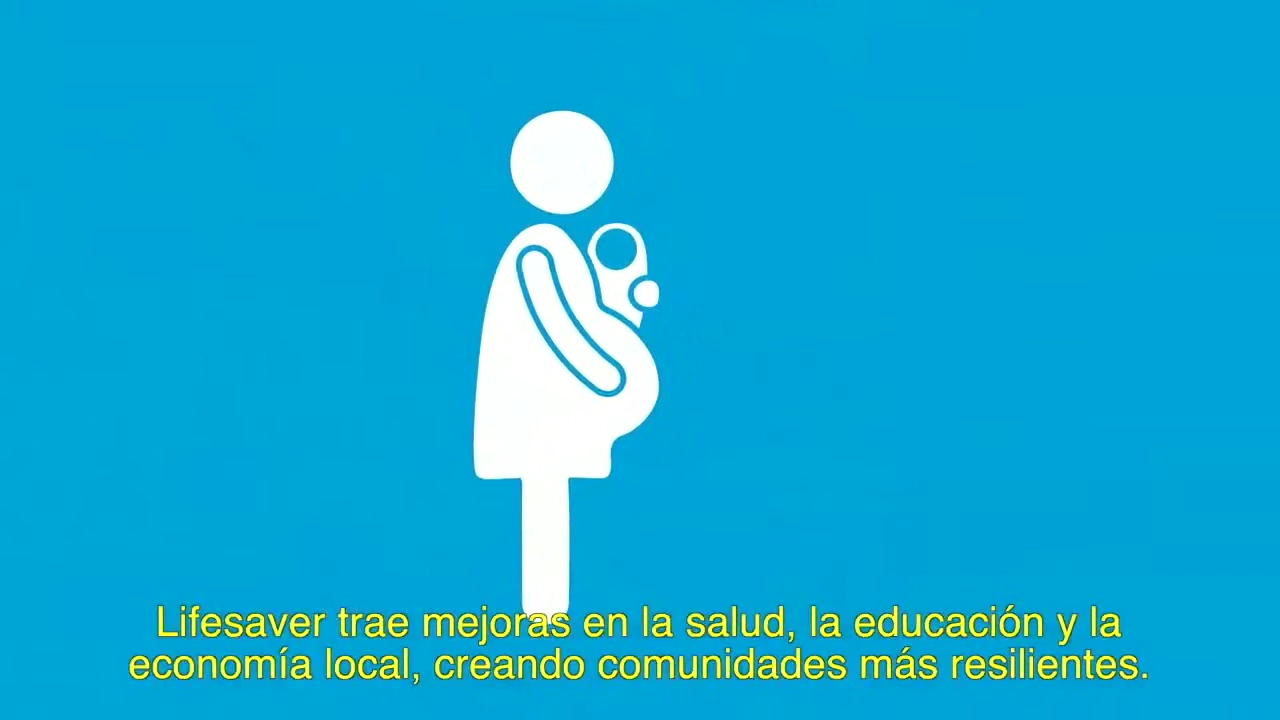 Lifesaver trae mejoras en la salud, la educación y la
economía local, creando comunidades más resilientes.